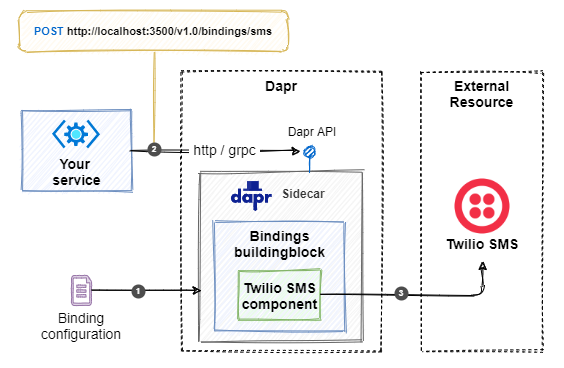 POST http://localhost:3500/v1.0/bindings/sms
Dapr
External
Resource
Dapr API
2
http / grpc
Your
service
dapr
Sidecar
Twilio SMS
Bindings
buildingblock
Twilio SMS
component
1
3
Binding
configuration